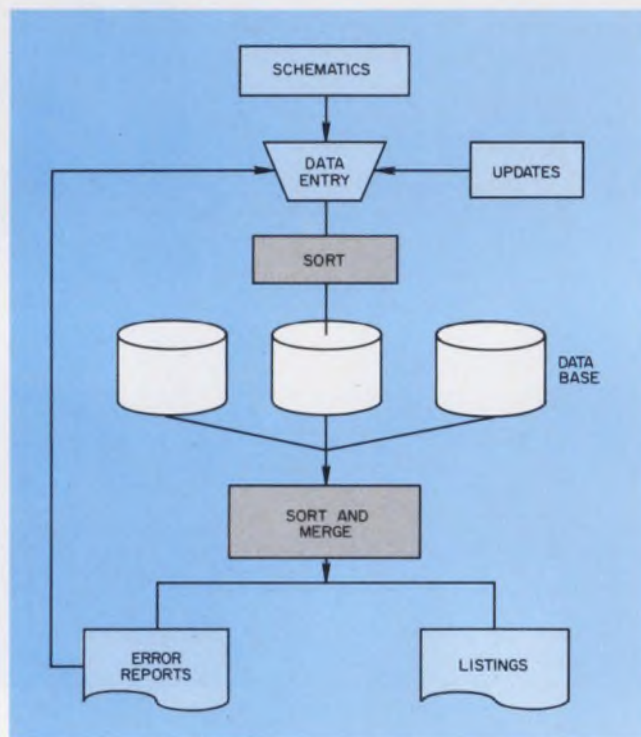 SCHEMATICS
DATA
ENTRY
UPDATES
SORT
DATA
BASE
SORT AND
MERGE
ERROR
REPORTS
LISTINGS